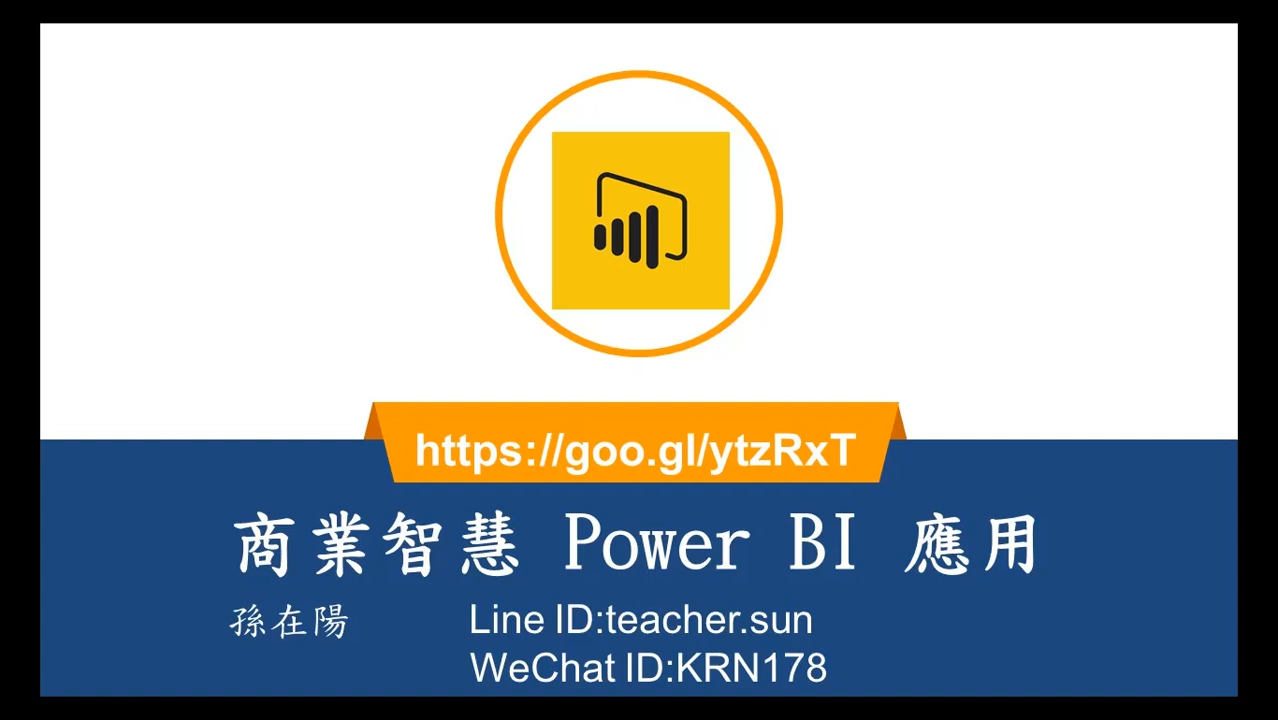 https://goo.gl/ytzRxT
商業智慧 Power BI 應用
孫在陽
Line ID:teacher.sun
WeChat ID:KRN178